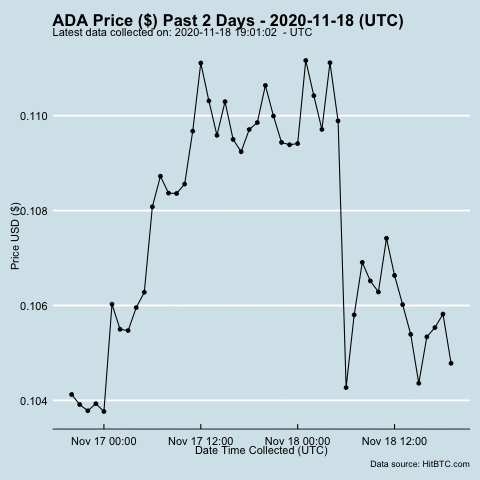 ADA Price ($) Past 2 Days - 2020-11-18 (UTC)
Latest data collected on: 2020-11-18 19:01:02 - UTC
0.110
0.108
0.106
0.104
Price USD ($)
Nov 17 00:00 Nov 17 12:00 Nov 18 00:00 Nov 18 12:00
Date Time Collected (UTC)
Data source: HitBTC.com